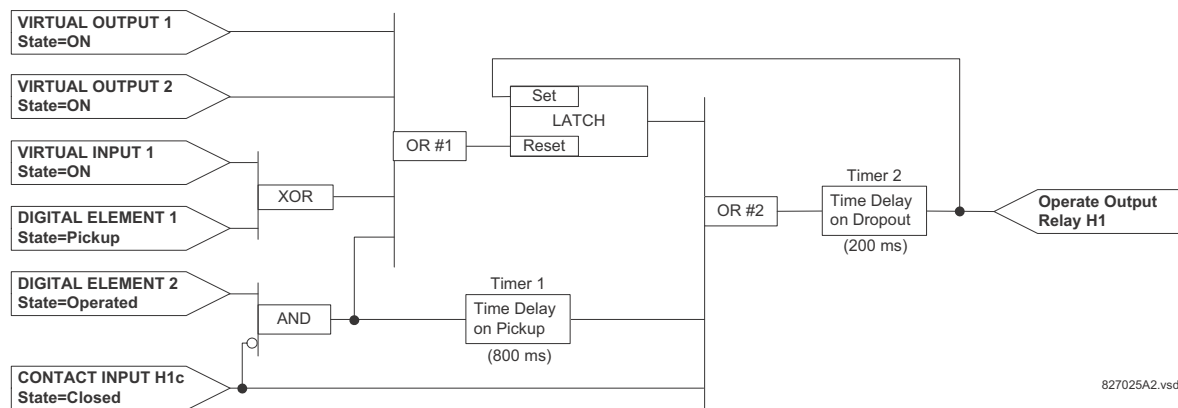 VIRTUAL OUTPUT 1
State=ON
VIRTUAL OUTPUT 2
State=ON
VIRTUAL INPUT 1
State=ON
DIGITAL ELEMENT 1
State=Pickup
DIGITAL ELEMENT 2
State=Operated
CONTACT INPUT H1c
State=Closed
XOR
AND
OR #1
Set
LATCH
Reset
Timer 1
Time Delay
on Pickup
(800 ms)
OR #2
Timer 2
Time Delay
on Dropout
(200 ms)
Operate Output
Relay H1
827025A2.vsd